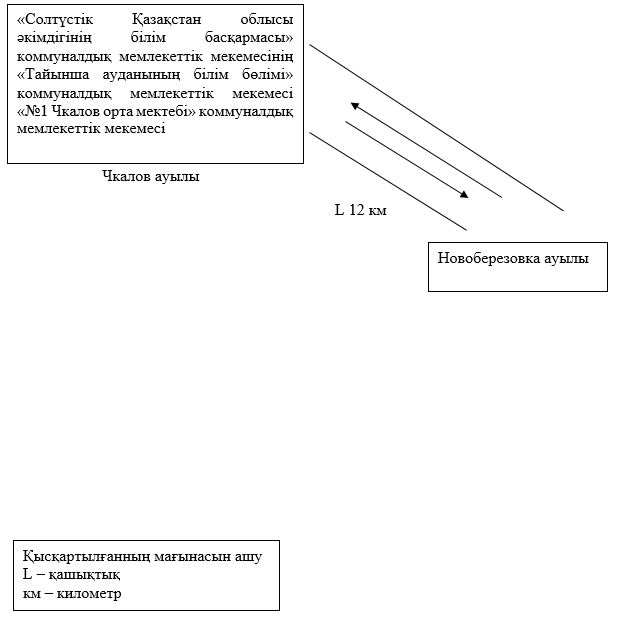 «Солтүстік Қазақстан облысы
әкімдігінің білім басқармасы»
коммуналдық мемлекеттік мекемесінің
«Тайынша ауданының білім бөлімі»
коммуналдық мемлекеттік мекемесі
«№1 Чкалов орта мектебі» коммуналдық
мемлекеттік мекемесі
Чкалов ауылы
L 12 км
Новоберезовка ауылы
Қысқартылғанның мағынасын ашу
L – қашықтық
км – километр